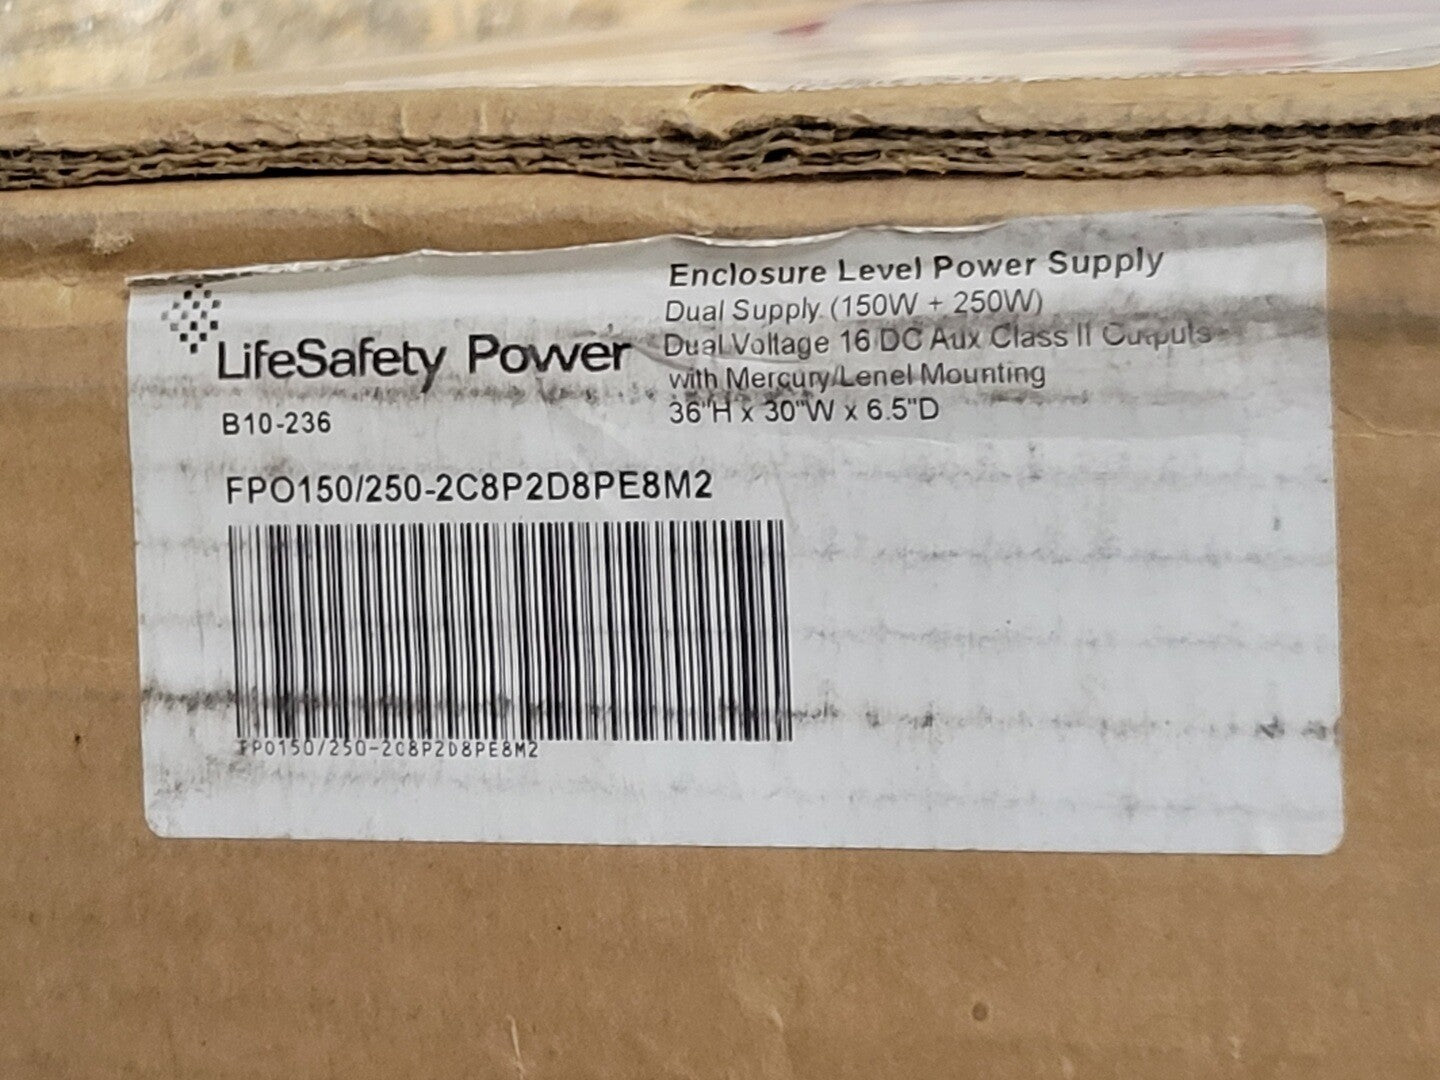 LifeSafety Power
B10-236
Enclosure Level Power Supply
Dual Supply (150W + 250W)
Dual Voltage 16 DC Aux Class II Outputs
with Mercury/Lenel Mounting
36"H x 30"W x 6.5"D
FPO150/250-2C8P2D8PE8M2
FPO150/250-2C8P2D8PE8M2